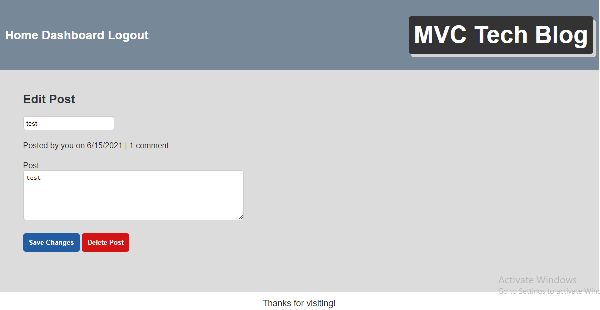 Home Dashboard Logout
MVC Tech Blog
Edit Post
test
Posted by you on 6/15/2021 | 1 comment
Post
test
Save Changes Delete Post
Activate Windows
Go to Settings to activate Wind
Thanks for visiting!